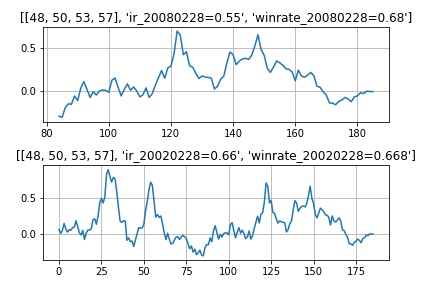 [[48, 50, 53, 57], 'ir_20080228=0.55', 'winrate_20080228=0.68']
0.5
0.0
80 100 120 140 160 180
[[48, 50, 53, 57], 'ir_20020228=0.66', 'winrate_20020228=0.668']
0.5
0.0
0 25 50 75 100 125 150 175